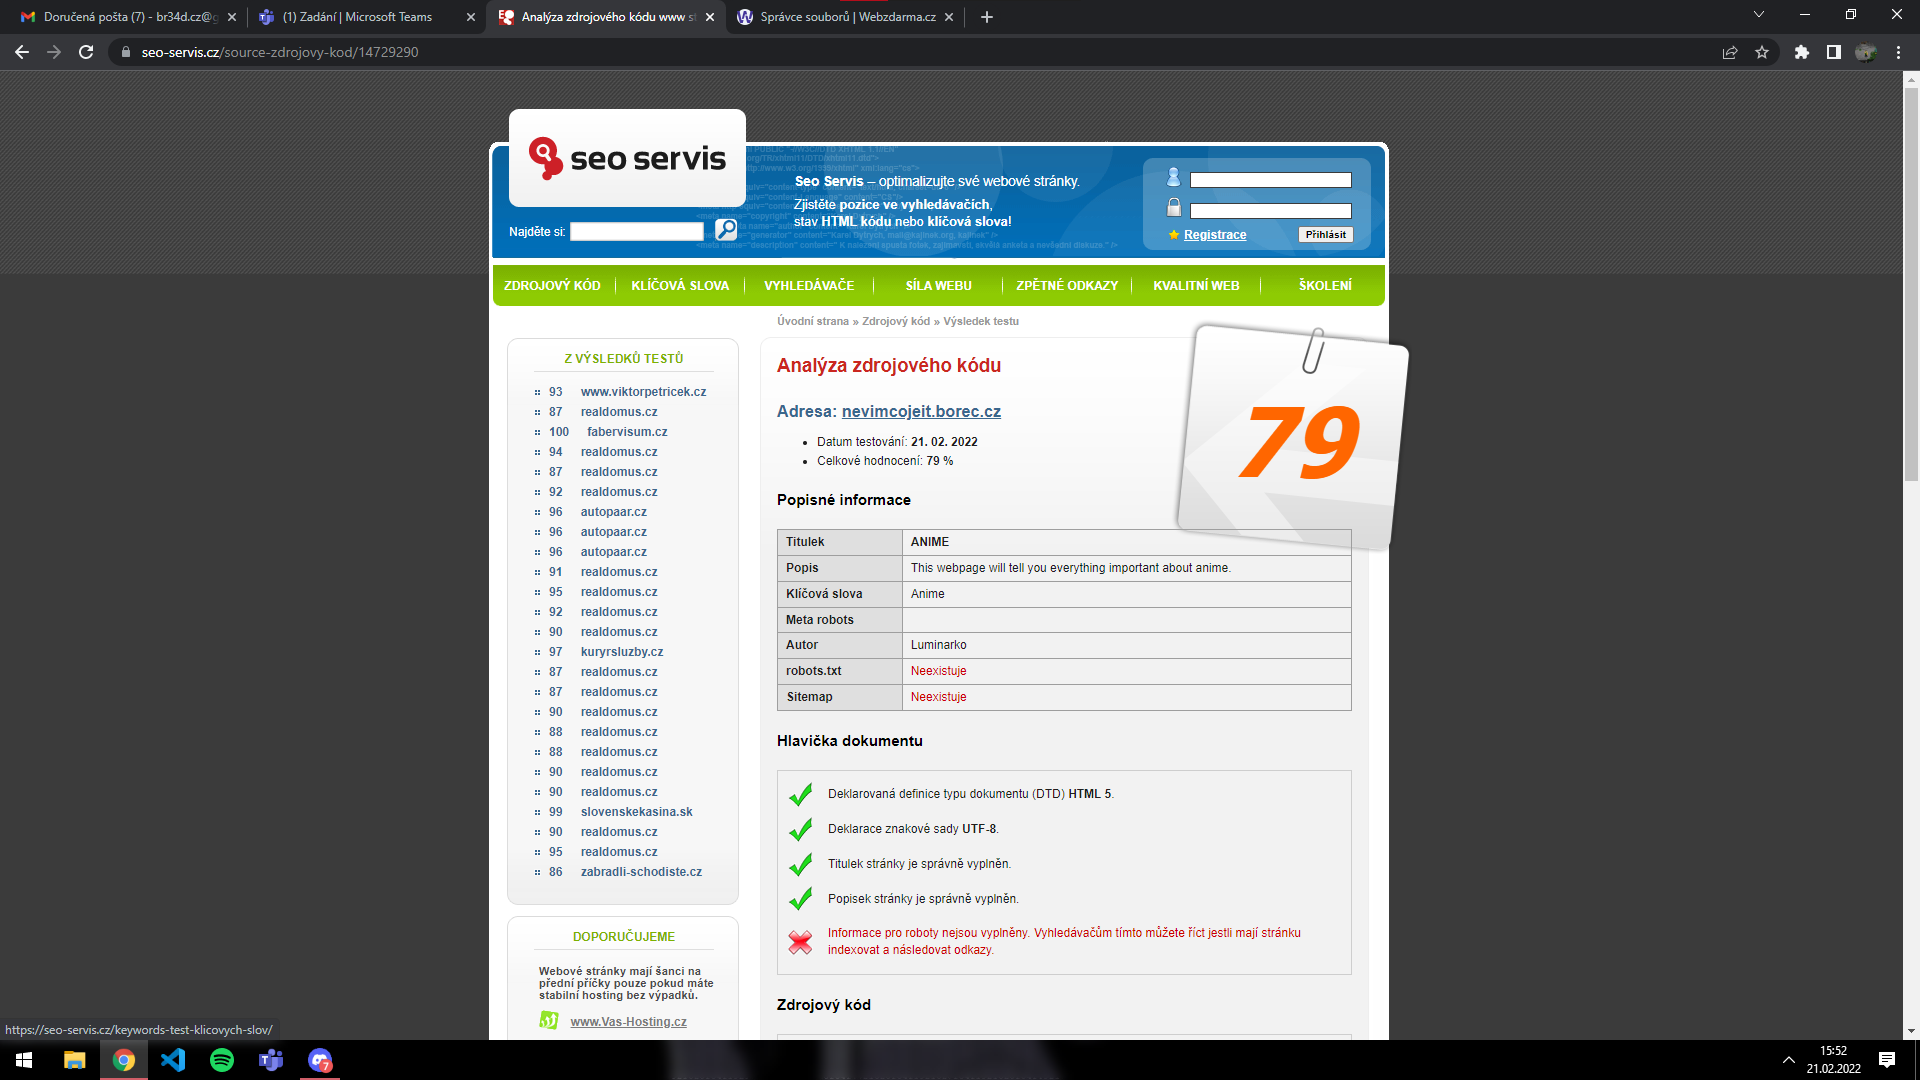 Doručená pošta (7) - br34d.cz@g
(1) Zadání | Microsoft Teams
Analýza zdrojového kódu www s
Správce souborů | Webzdarma.cz
seo-servis.cz/source-zdrojovy-kod/14729290
seo servis
Seo Servis – optimalizujte své webové stránky.
Zjistěte pozice ve vyhledávačích,
stav HTML kódu nebo klíčová slova!
Najděte si:
Registrace
Přihlásit
ZDROJOVÝ KÓD
KLÍČOVÁ SLOVA
VYHLEDÁVAČE
SÍLA WEBU
ZPĚTNÉ ODKAZY
KVALITNÍ WEB
ŠKOLENÍ
Úvodní strana » Zdrojový kód » Výsledek testu
Z VÝSLEDKŮ TESTŮ
93 www.viktorpetricek.cz
87 realdomus.cz
100 fabervisum.cz
94 realdomus.cz
87 realdomus.cz
92 realdomus.cz
96 autopaar.cz
96 autopaar.cz
96 autopaar.cz
91 realdomus.cz
95 realdomus.cz
92 realdomus.cz
90 realdomus.cz
97 kuryrsluzby.cz
87 realdomus.cz
87 realdomus.cz
90 realdomus.cz
88 realdomus.cz
88 realdomus.cz
90 realdomus.cz
90 realdomus.cz
99 slovenskekasina.sk
90 realdomus.cz
95 realdomus.cz
86 zabradli-schodiste.cz
DOPORUČUJEME
Webové stránky mají šanci na
přední příčky pouze pokud máte
stabilní hosting bez výpadků.
www.Vas-Hosting.cz
Analýza zdrojového kódu
79
Adresa: nevimcojeit.borec.cz
Datum testování: 21. 02. 2022
Celkové hodnocení: 79 %
Popisné informace
Titulek ANIME
Popis This webpage will tell you everything important about anime.
Klíčová slova Anime
Meta robots
Autor Luminarko
robots.txt Neexistuje
Sitemap Neexistuje
Hlavička dokumentu
Deklarovaná definice typu dokumentu (DTD) HTML 5.
Deklarace znakové sady UTF-8.
Titulek stránky je správně vyplněn.
Popisek stránky je správně vyplněn.
Informace pro roboty nejsou vyplněny. Vyhledávačům tímto můžete říct jestli mají stránku
indexovat a následovat odkazy.
Zdrojový kód
https://seo-servis.cz/keywords-test-klicovych-slov/
7
15:52
21.02.2022